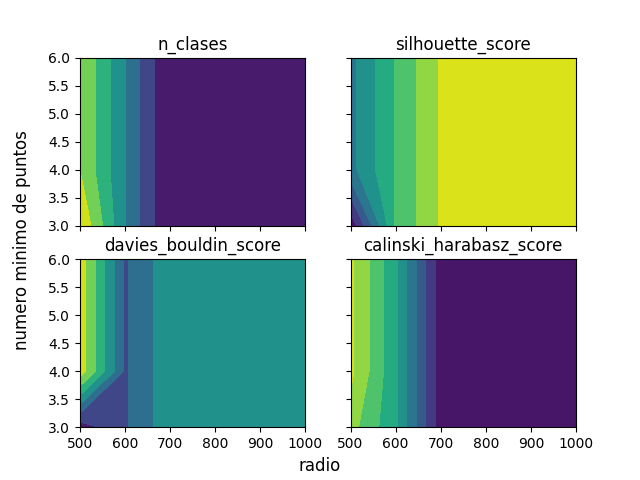 n_clases
silhouette_score
6.0
5.5
5.0
4.5
4.0
3.5
3.0
numero minimo de puntos
davies_bouldin_score
calinski_harabasz_score
6.0
5.5
5.0
4.5
4.0
3.5
3.0
500 600 700 800 900 1000
500 600 700 800 900 1000
radio